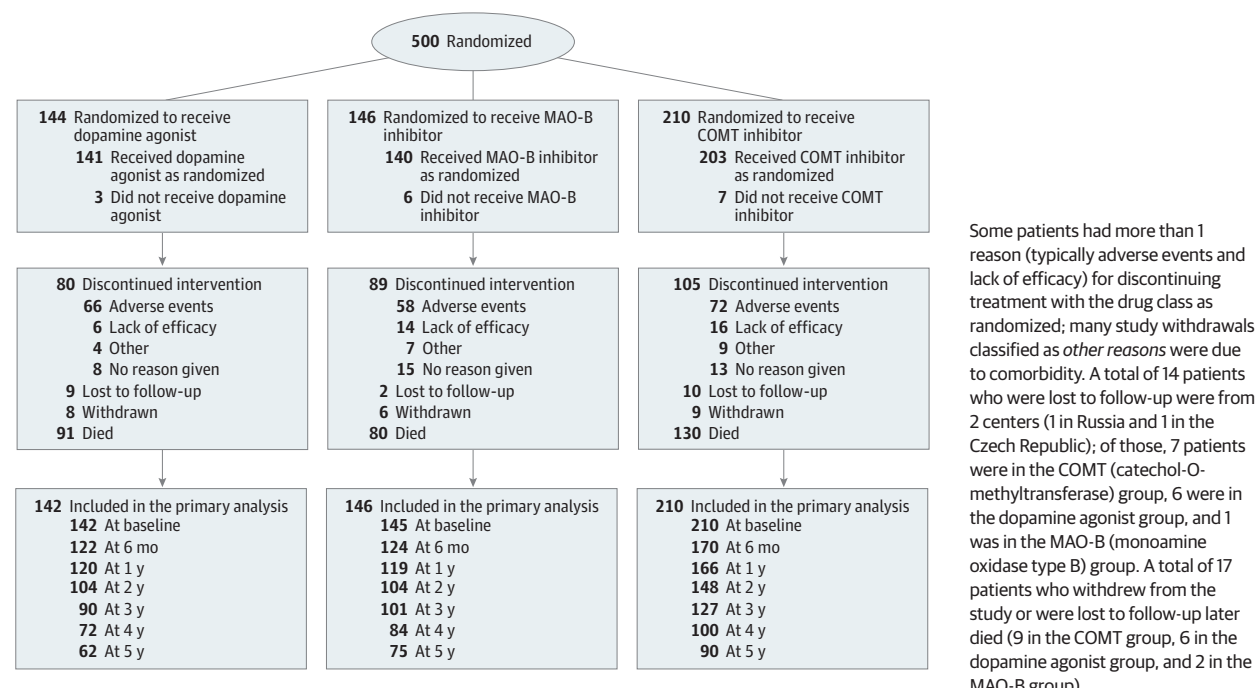 500 Randomized
144 Randomized to receive
dopamine agonist
141 Received dopamine
agonist as randomized
3 Did not receive dopamine
agonist
146 Randomized to receive MAO-B
inhibitor
140 Received MAO-B inhibitor
as randomized
6 Did not receive MAO-B
inhibitor
210 Randomized to receive
COMT inhibitor
203 Received COMT inhibitor
as randomized
7 Did not receive COMT
inhibitor
80 Discontinued intervention
66 Adverse events
6 Lack of efficacy
4 Other
8 No reason given
9 Lost to follow-up
8 Withdrawn
91 Died
89 Discontinued intervention
58 Adverse events
14 Lack of efficacy
7 Other
15 No reason given
2 Lost to follow-up
6 Withdrawn
80 Died
105 Discontinued intervention
72 Adverse events
16 Lack of efficacy
9 Other
13 No reason given
10 Lost to follow-up
9 Withdrawn
130 Died
142 Included in the primary analysis
142 At baseline
122 At 6 mo
120 At 1 y
104 At 2 y
90 At 3 y
72 At 4 y
62 At 5 y
146 Included in the primary analysis
145 At baseline
124 At 6 mo
119 At 1 y
104 At 2 y
101 At 3 y
84 At 4 y
75 At 5 y
210 Included in the primary analysis
210 At baseline
170 At 6 mo
166 At 1 y
148 At 2 y
127 At 3 y
100 At 4 y
90 At 5 y
Some patients had more than 1
reason (typically adverse events and
lack of efficacy) for discontinuing
treatment with the drug class as
randomized; many study withdrawals
classified as other reasons were due
to comorbidity. A total of 14 patients
who were lost to follow-up were from
2 centers (1 in Russia and 1 in the
Czech Republic); of those, 7 patients
were in the COMT (catechol-O-
methyltransferase) group, 6 were in
the dopamine agonist group, and 1
was in the MAO-B (monoamine
oxidase type B) group. A total of 17
patients who withdrew from the
study or were lost to follow-up later
died (9 in the COMT group, 6 in the
dopamine agonist group, and 2 in the
MAO-B group)